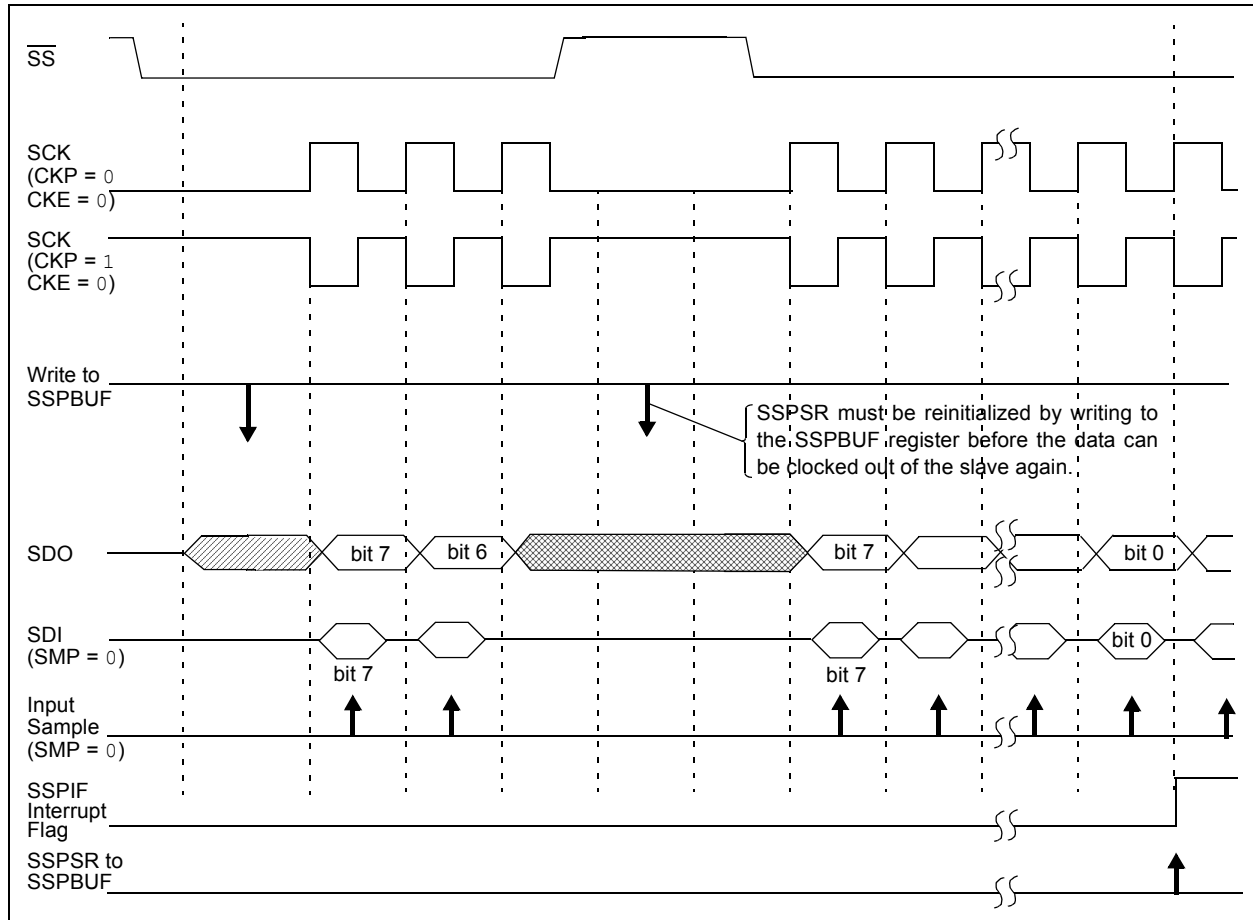 SS
SCK
(CKP = 0
CKE = 0)
SCK
(CKP = 1
CKE = 0)
Write to
SSPBUF
SSPSR must be reinitialized by writing to
the SSPBUF register before the data can
be clocked out of the slave again.
SDO
bit 7
bit 6
bit 7
bit 0
SDI
(SMP = 0)
bit 7
bit 7
bit 0
Input
Sample
(SMP = 0)
SSPIF
Interrupt
Flag
SSPSR to
SSPBUF